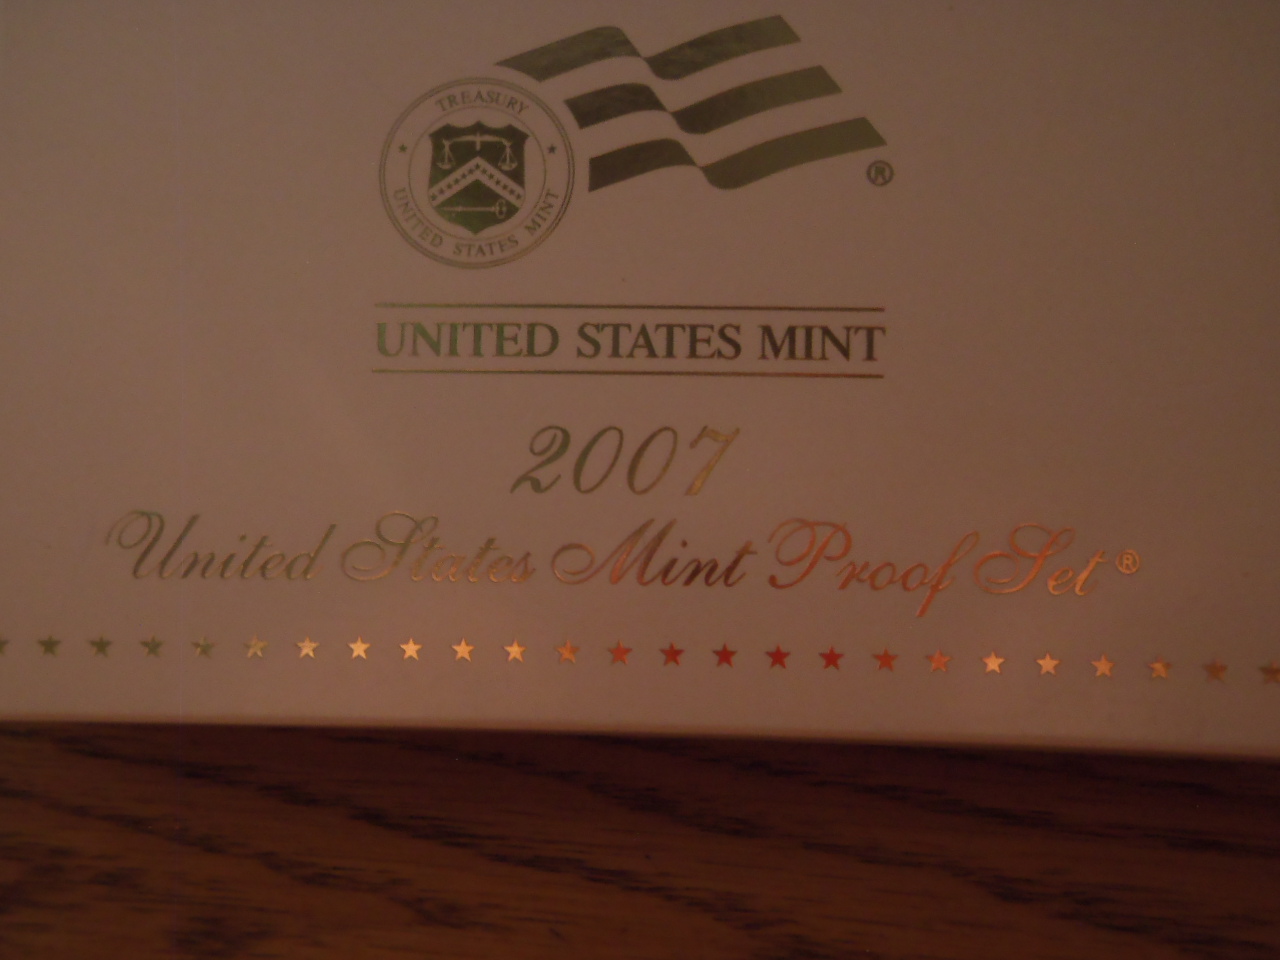 TREASURY
UNITED STATES MINT
®
UNITED STATES MINT
2007
United States Mint Proof Set ®